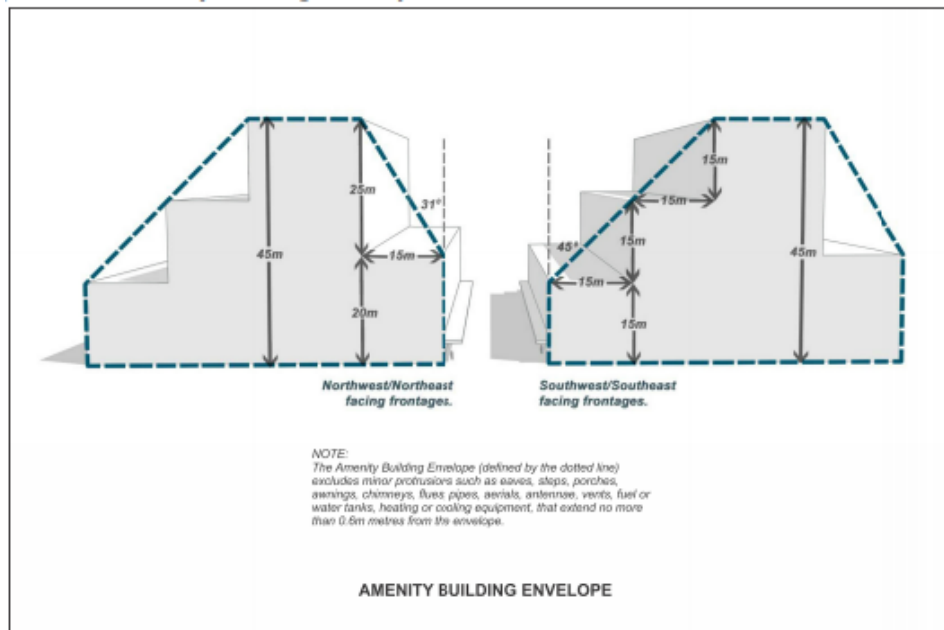 25m
31°
45m
15m
20m
15m
15m
15m
45°
15m
45m
15m
Northwest/Northeast
facing frontages.
Southwest/Southeast
facing frontages.
NOTE:
The Amenity Building Envelope (defined by the dotted line)
excludes minor protrusions such as eaves, steps, porches,
awnings, chimneys, flues pipes, aerials, antennae, vents, fuel or
water tanks, heating or cooling equipment, that extend no more
than 0.6m metres from the envelope.
AMENITY BUILDING ENVELOPE